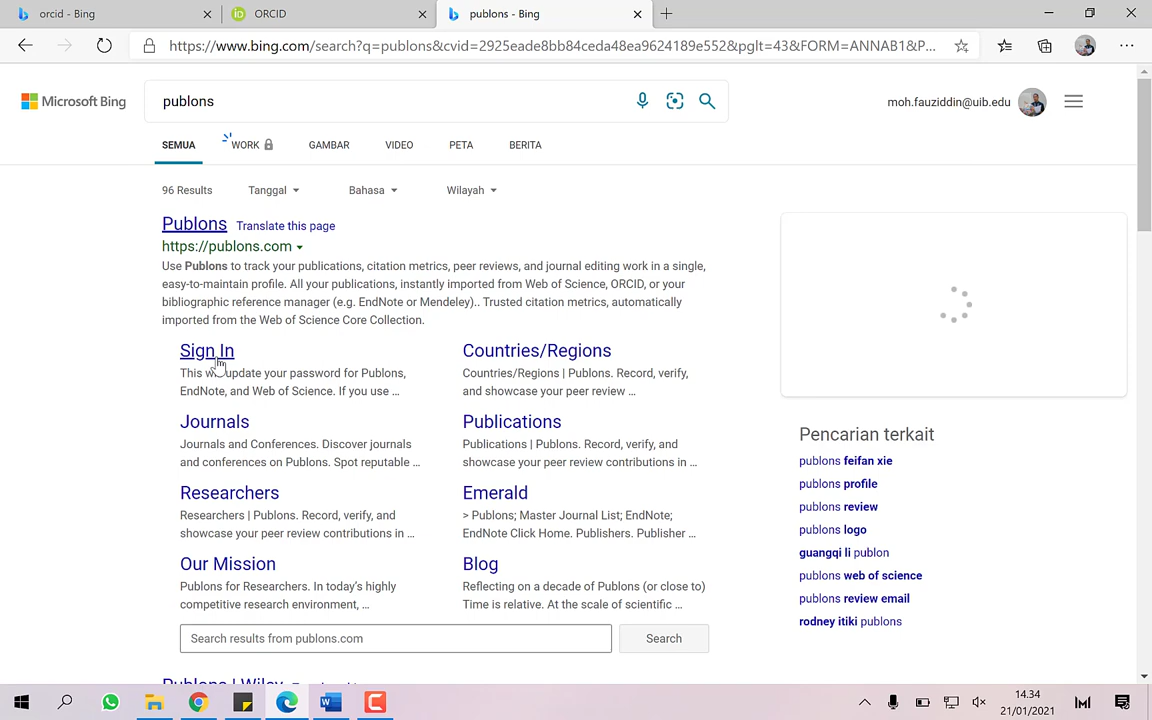 orcid - Bing
ORCID
publons - Bing
https://www.bing.com/search?q=publons&cvid=2925eade8bb84ceda48ea9624189e552&pglt=43&FORM=ANNAB1&P...
Microsoft Bing
publons
moh.fauziddin@uib.edu
SEMUA
WORK
GAMBAR
VIDEO
PETA
BERITA
96 Results
Tanggal
Bahasa
Wilayah
Publons
Translate this page
https://publons.com
Use Publons to track your publications, citation metrics, peer reviews, and journal editing work in a single,
easy-to-maintain profile. All your publications, instantly imported from Web of Science, ORCID, or your
bibliographic reference manager (e.g. EndNote or Mendeley).. Trusted citation metrics, automatically
imported from the Web of Science Core Collection.
Sign In
This update your password for Publons,
EndNote, and Web of Science. If you use ...
Countries/Regions
Countries/Regions | Publons. Record, verify,
and showcase your peer review ...
Journals
Journals and Conferences. Discover journals
and conferences on Publons. Spot reputable ...
Publications
Publications | Publons. Record, verify, and
showcase your peer review contributions in ...
Researchers
Researchers | Publons. Record, verify, and
showcase your peer review contributions in ...
Emerald
> Publons; Master Journal List; EndNote;
EndNote Click Home. Publishers. Publisher ...
Our Mission
Publons for Researchers. In today's highly
competitive research environment, ...
Blog
Reflecting on a decade of Publons (or close to)
Time is relative. At the scale of scientific ...
Search results from publons.com
Search
Pencarian terkait
publons feifan xie
publons profile
publons review
publons logo
guangqi li publon
publons web of science
publons review email
rodney itiki publons
14.34
21/01/2021